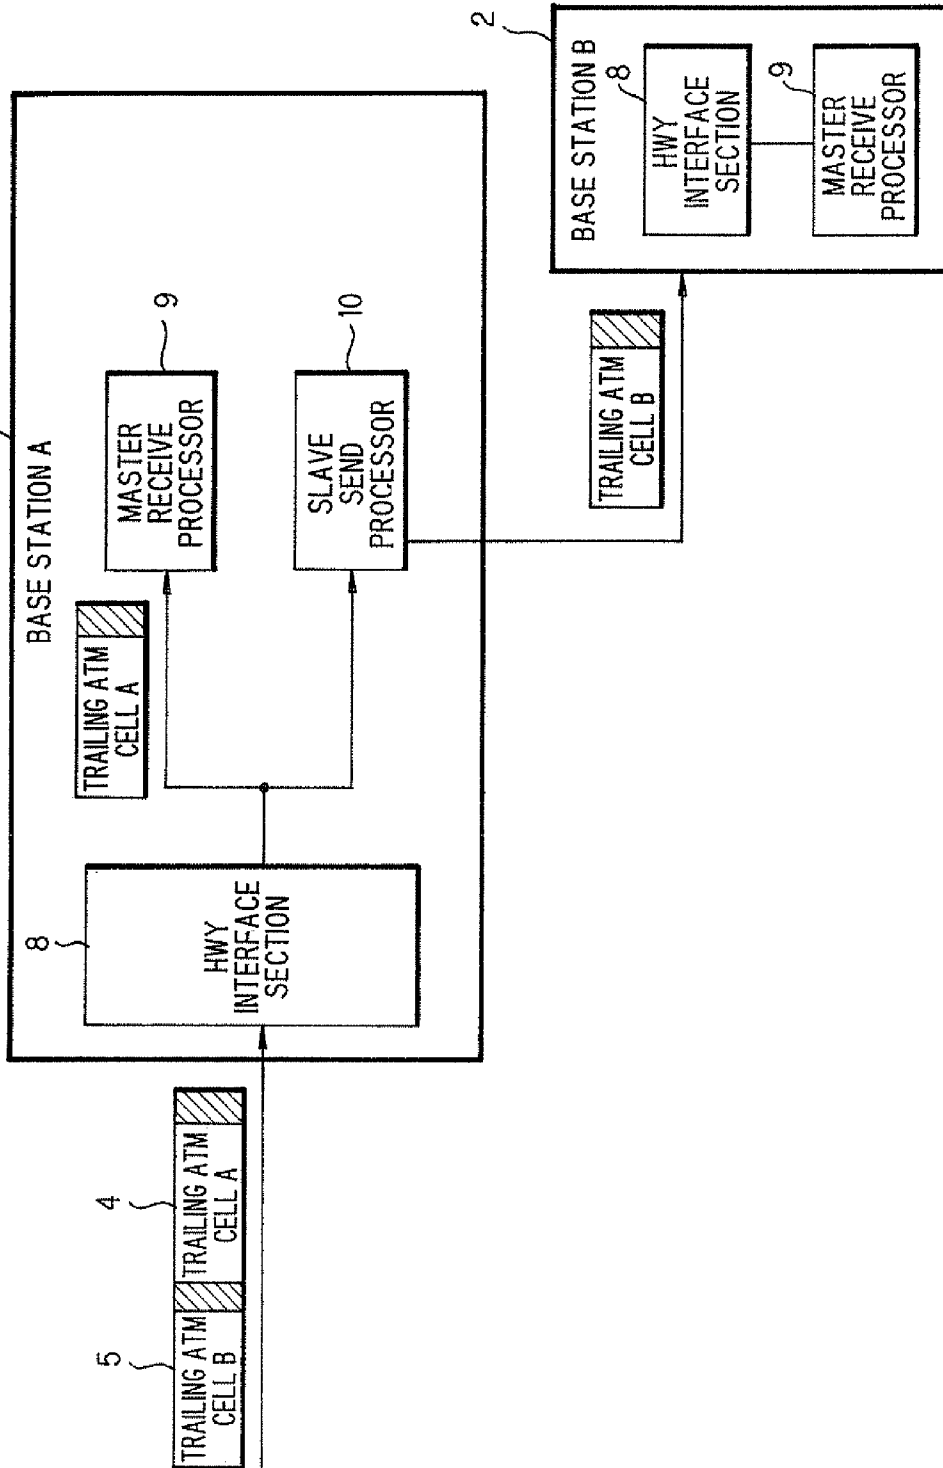 5
TRAILING ATM
CELL B
4
TRAILING ATM
CELL A
BASE STATION A
8
HWY
INTERFACE
SECTION
TRAILING ATM
CELL A
9
MASTER
RECEIVE
PROCESSOR
10
SLAVE
SEND
PROCESSOR
TRAILING ATM
CELL B
2
BASE STATION B
8
HWY
INTERFACE
SECTION
9
MASTER
RECEIVE
PROCESSOR